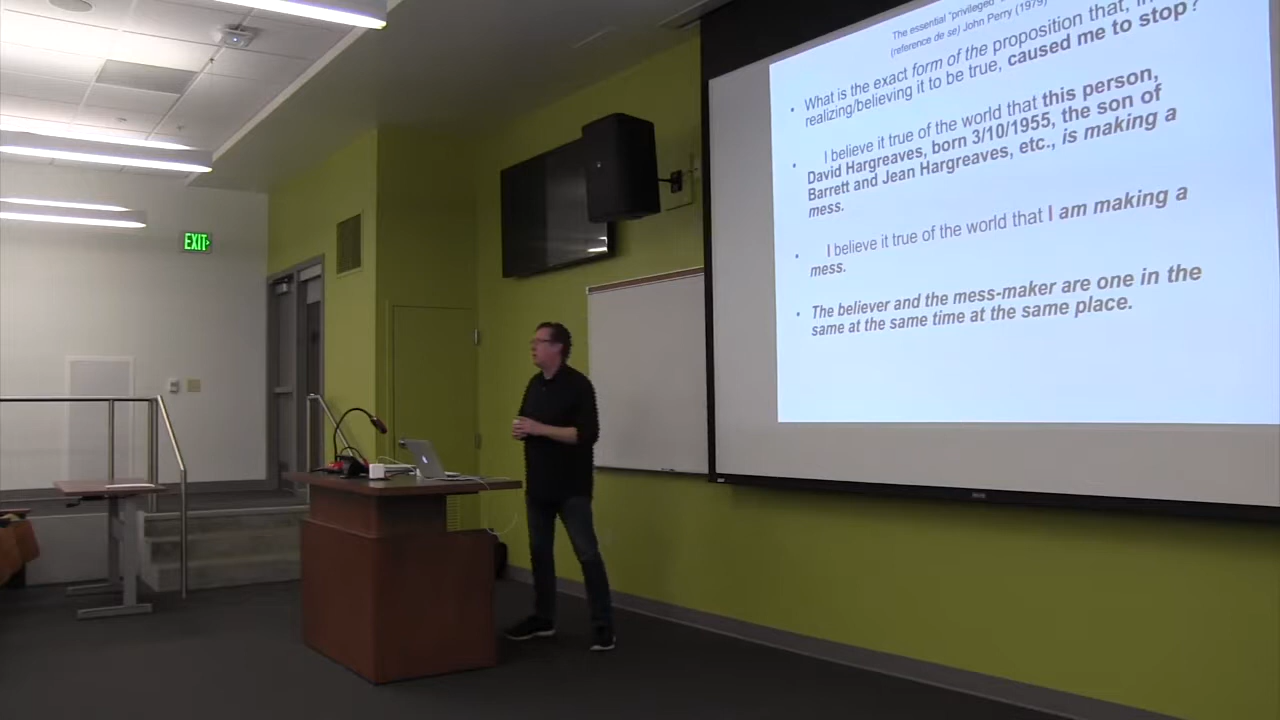 The essential "privileged"
(reference de se) John Perry (1979)
• What is the exact form of the proposition that, in
realizing/believing it to be true, caused me to stop?
• I believe it true of the world that this person,
David Hargreaves, born 3/10/1955, the son of
Barrett and Jean Hargreaves, etc., is making a
mess.
• I believe it true of the world that I am making a
mess.
• The believer and the mess-maker are one in the
same at the same time at the same place.
EXIT